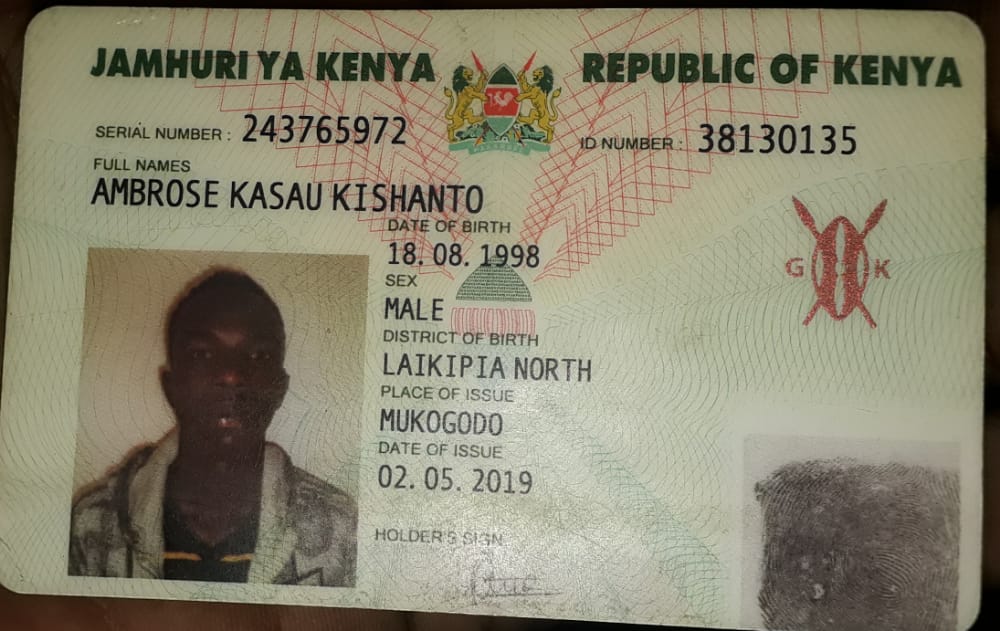 JAMHURI YA KENYA REPUBLIC OF KENYA
SERIAL NUMBER : 243765972 ID NUMBER : 38130135
FULL NAMES
AMBROSE KASAU KISHANTO
DATE OF BIRTH
18. 08. 1998
SEX
MALE
DISTRICT OF BIRTH
LAIKIPIA NORTH
PLACE OF ISSUE
MUKOGODO
DATE OF ISSUE
02. 05. 2019
HOLDER'S SIGN.
G K